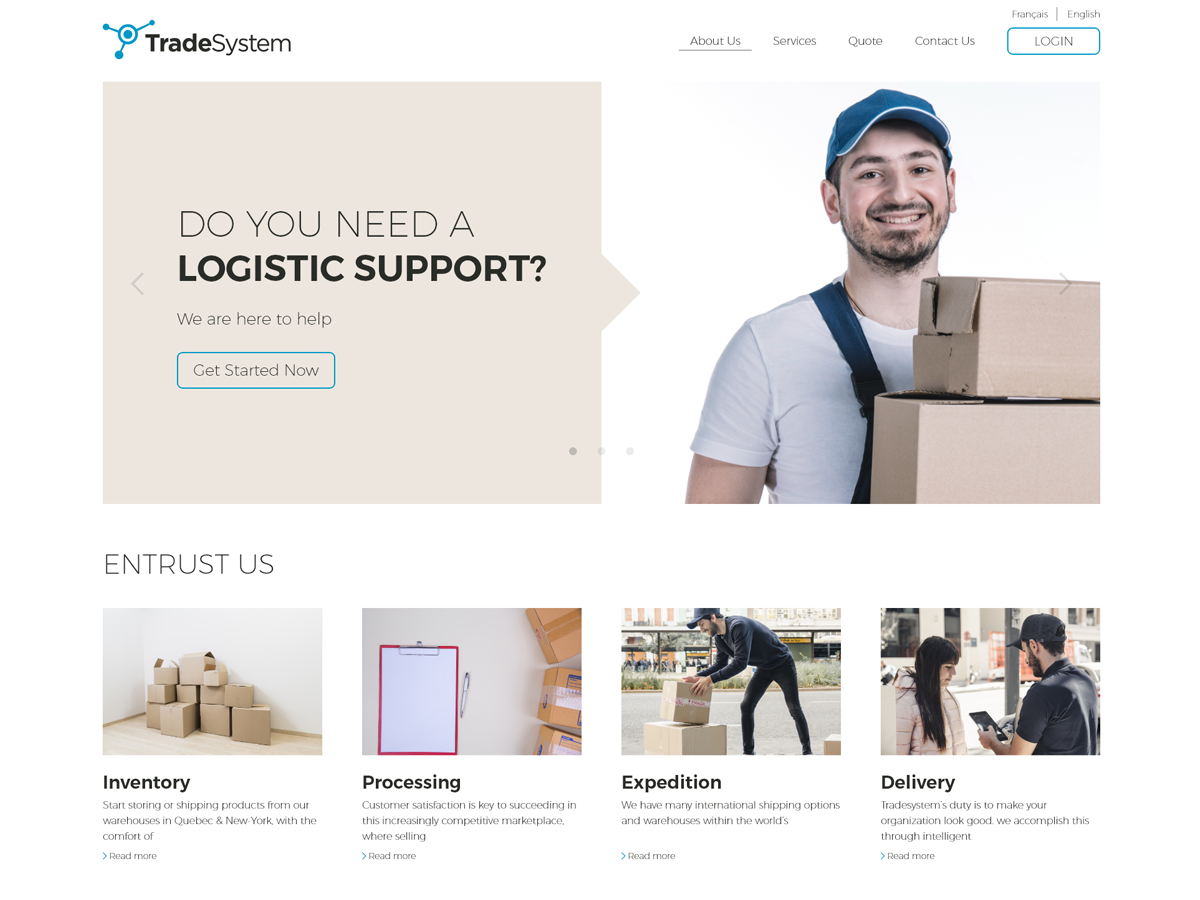 Français | English
TradeSystem
About Us
Services
Quote
Contact Us
LOGIN
DO YOU NEED A
LOGISTIC SUPPORT?
We are here to help
Get Started Now
ENTRUST US
Inventory
Start storing or shipping products from our
warehouses in Quebec & New-York, with the
comfort of
Read more
Processing
Customer satisfaction is key to succeeding in
this increasingly competitive marketplace,
where selling
Read more
Expedition
We have many international shipping options
and warehouses within the world's
Read more
Delivery
Tradesystem's duty is to make your
organization look good. we accomplish this
through intelligent
Read more